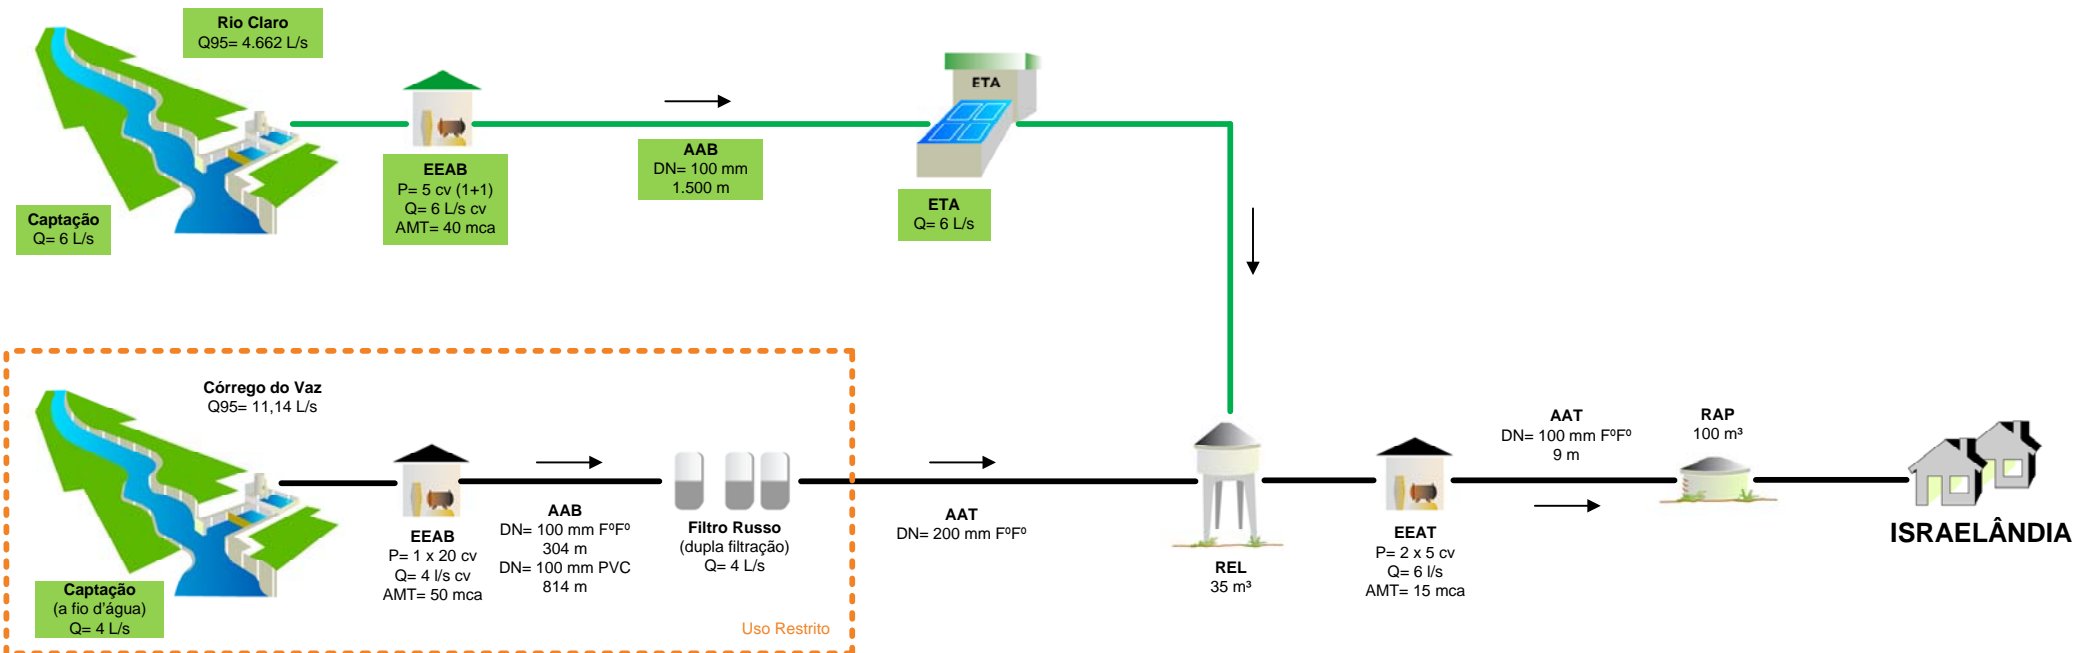 Rio Claro
Q95= 4.662 L/s
Captação
Q= 6 L/s
EEAB
P= 5 cv (1+1)
Q= 6 L/s cv
AMT= 40 mca
AAB
DN= 100 mm
1.500 m
ETA
ETA
Q= 6 L/s
Córrego do Vaz
Q95= 11,14 L/s
Captação
(a fio d'água)
Q= 4 L/s
EEAB
P= 1 x 20 cv
Q= 4 l/s cv
AMT= 50 mca
AAB
DN= 100 mm FºFº
304 m
DN= 100 mm PVC
814 m
Filtro Russo
(dupla filtração)
Q= 4 L/s
Uso Restrito
AAT
DN= 200 mm FºFº
REL
35 m³
EEAT
P= 2 x 5 cv
Q= 6 l/s
AMT= 15 mca
AAT
DN= 100 mm FºFº
9 m
RAP
100 m³
ISRAELÂNDIA